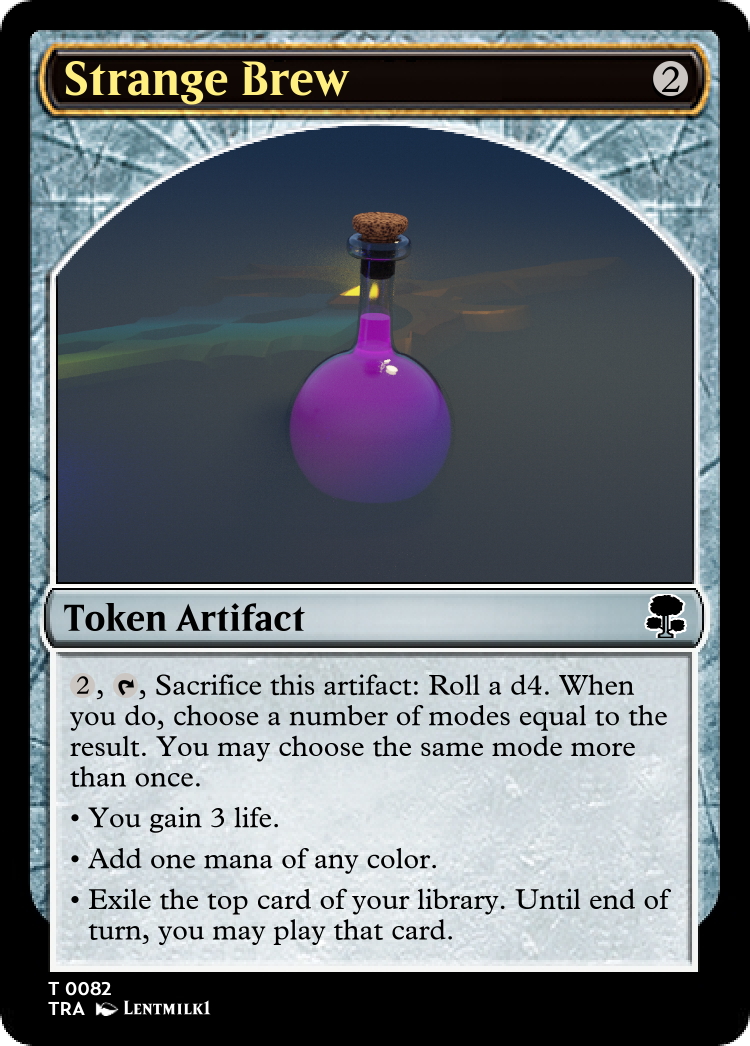 Strange Brew 2
Token Artifact
2, , Sacrifice this artifact: Roll a d4. When
you do, choose a number of modes equal to the
result. You may choose the same mode more
than once.
• You gain 3 life.
• Add one mana of any color.
• Exile the top card of your library. Until end of
turn, you may play that card.
T 0082
TRA LENTMILK1